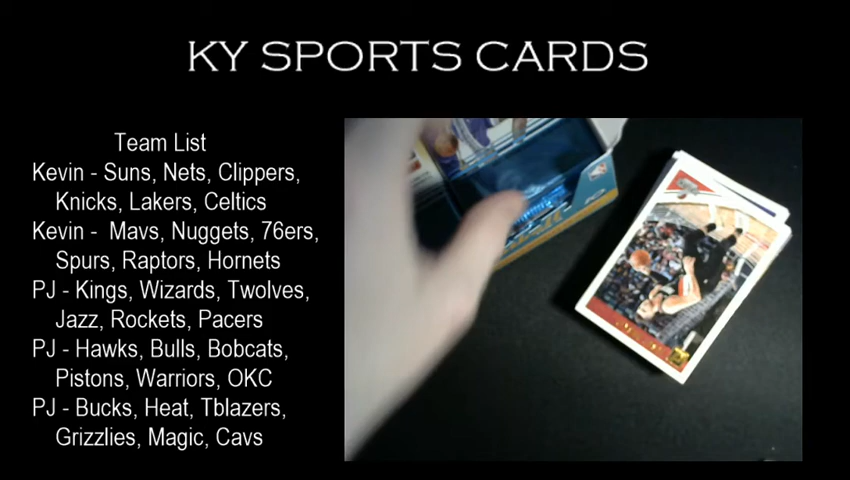 KY SPORTS CARDS
Team List
Kevin - Suns, Nets, Clippers,
Knicks, Lakers, Celtics
Kevin - Mavs, Nuggets, 76ers,
Spurs, Raptors, Hornets
PJ - Kings, Wizards, Twolves,
Jazz, Rockets, Pacers
PJ - Hawks, Bulls, Bobcats,
Pistons, Warriors, OKC
PJ - Bucks, Heat, Tblazers,
Grizzlies, Magic, Cavs